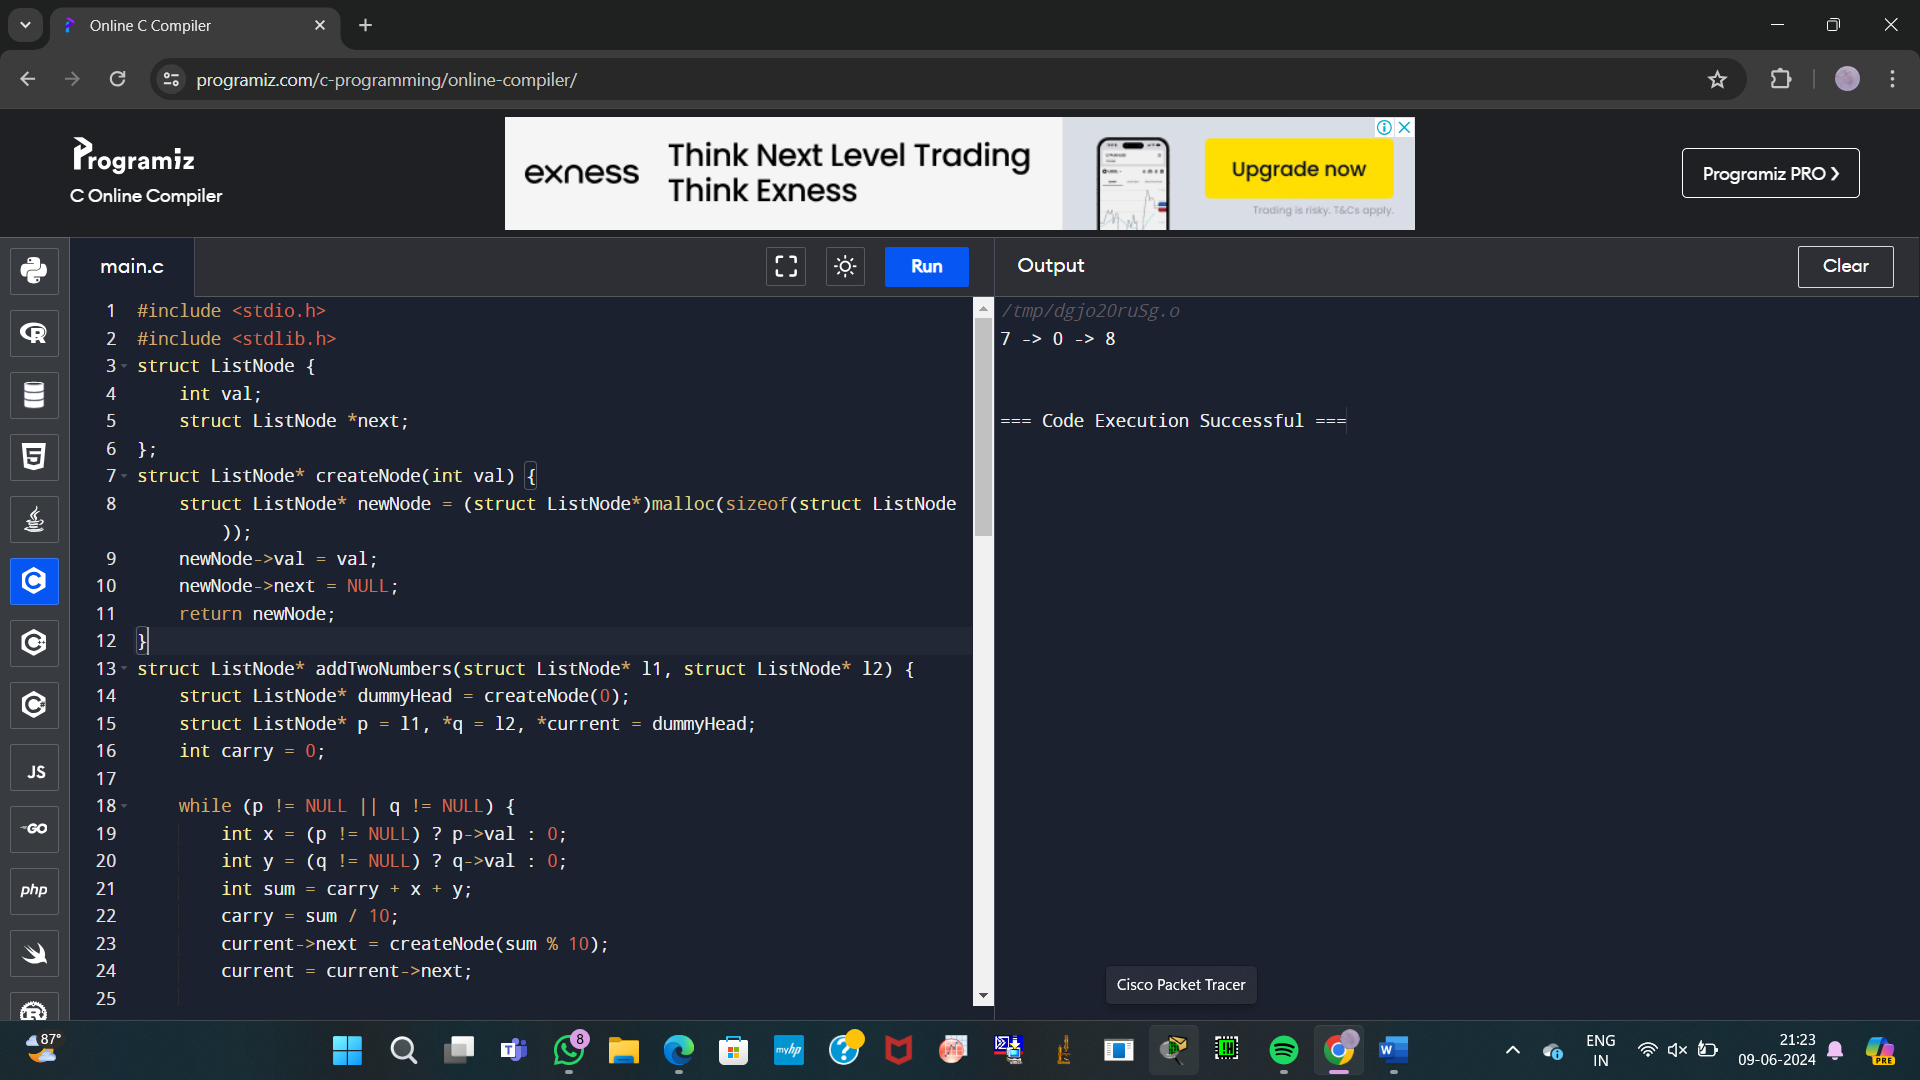 Online C Compiler
programiz.com/c-programming/online-compiler/
Programiz
C Online Compiler
exness
Think Next Level Trading
Think Exness
Upgrade now
Trading is risky. T&Cs apply.
Programiz PRO
main.c
Run
Output
Clear
1 #include <stdio.h>
2 #include <stdlib.h>
3 struct ListNode {
4 int val;
5 struct ListNode *next;
6 };
7 struct ListNode* createNode(int val) {
8 struct ListNode* newNode = (struct ListNode*)malloc(sizeof(struct ListNode
));
9 newNode->val = val;
10 newNode->next = NULL;
11 return newNode;
12 }
13 struct ListNode* addTwoNumbers(struct ListNode* l1, struct ListNode* l2) {
14 struct ListNode* dummyHead = createNode(0);
15 struct ListNode* p = l1, *q = l2, *current = dummyHead;
16 int carry = 0;
17
18 while (p != NULL || q != NULL) {
19 int x = (p != NULL) ? p->val : 0;
20 int y = (q != NULL) ? q->val : 0;
21 int sum = carry + x + y;
22 carry = sum / 10;
23 current->next = createNode(sum % 10);
24 current = current->next;
25
/tmp/dgjo20ruSg.o
7 -> 0 -> 8
=== Code Execution Successful ===
JS
GO
php
Cisco Packet Tracer
87°
8
myhp
ENG
IN
21:23
09-06-2024
PRE